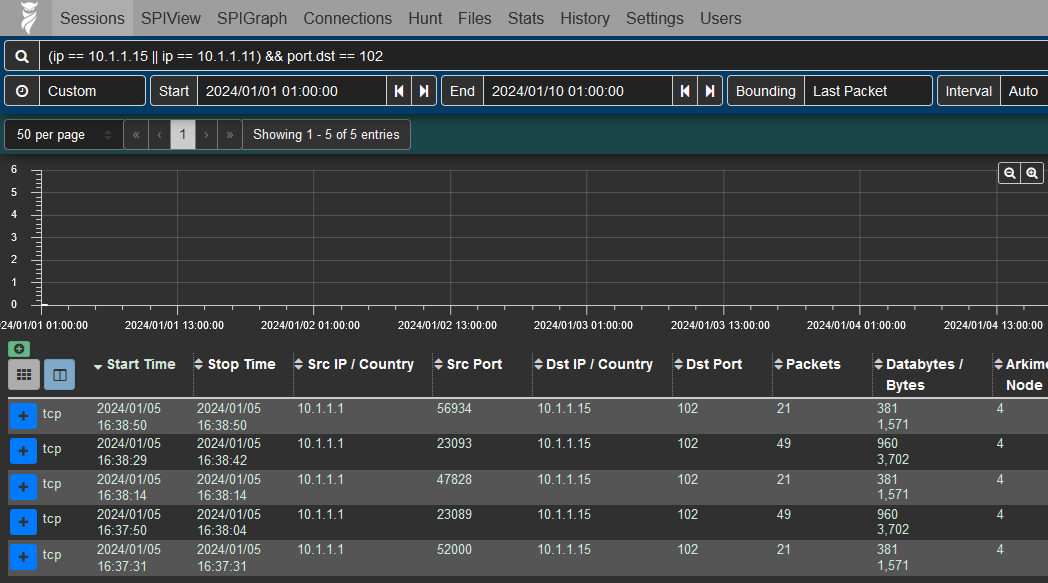 Sessions SPIView SPIGraph Connections Hunt Files Stats History Settings Users
(ip == 10.1.1.15 || ip == 10.1.1.11) && port.dst == 102
Custom Start 2024/01/01 01:00:00 End 2024/01/10 01:00:00 Bounding Last Packet Interval Auto
50 per page « ‹ 1 › » Showing 1 - 5 of 5 entries
6
5
4
3
2
1
0
24/01/01 01:00:00 2024/01/01 13:00:00 2024/01/02 01:00:00 2024/01/02 13:00:00 2024/01/03 01:00:00 2024/01/03 13:00:00 2024/01/04 01:00:00 2024/01/04 13:00:00
Start Time Stop Time Src IP / Country Src Port Dst IP / Country Dst Port Packets Databytes / Arkime
Bytes Node
tcp 2024/01/05 2024/01/05 10.1.1.1 56934 10.1.1.15 102 21 381 4
16:38:50 16:38:50 1,571
tcp 2024/01/05 2024/01/05 10.1.1.1 23093 10.1.1.15 102 49 960 4
16:38:29 16:38:42 3,702
tcp 2024/01/05 2024/01/05 10.1.1.1 47828 10.1.1.15 102 21 381 4
16:38:14 16:38:14 1,571
tcp 2024/01/05 2024/01/05 10.1.1.1 23089 10.1.1.15 102 49 960 4
16:37:50 16:38:04 3,702
tcp 2024/01/05 2024/01/05 10.1.1.1 52000 10.1.1.15 102 21 381 4
16:37:31 16:37:31 1,571